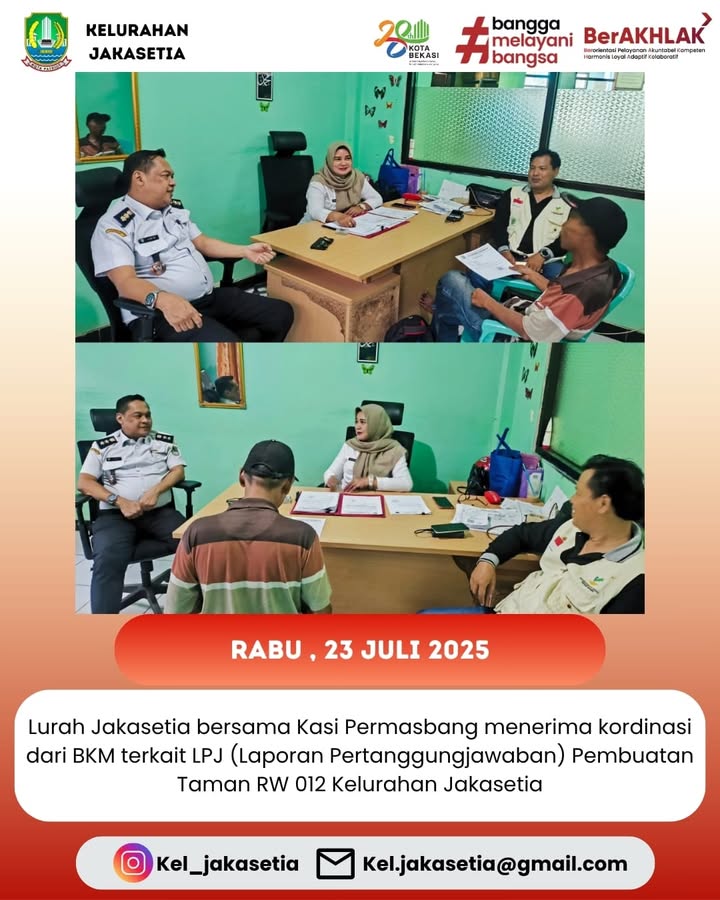 KELURAHAN
JAKASETIA
28 KOTA
BEKASI
#bangga
melayani
bangsa
BerAKHLAK
Berorientasi Pelayanan Akuntabel Kompeten
Harmonis Loyal Adaptif Kolaboratif
RABU , 23 JULI 2025
Lurah Jakasetia bersama Kasi Permasbang menerima kordinasi
dari BKM terkait LPJ (Laporan Pertanggungjawaban) Pembuatan
Taman RW 012 Kelurahan Jakasetia
Kel_jakasetia Kel.jakasetia@gmail.com